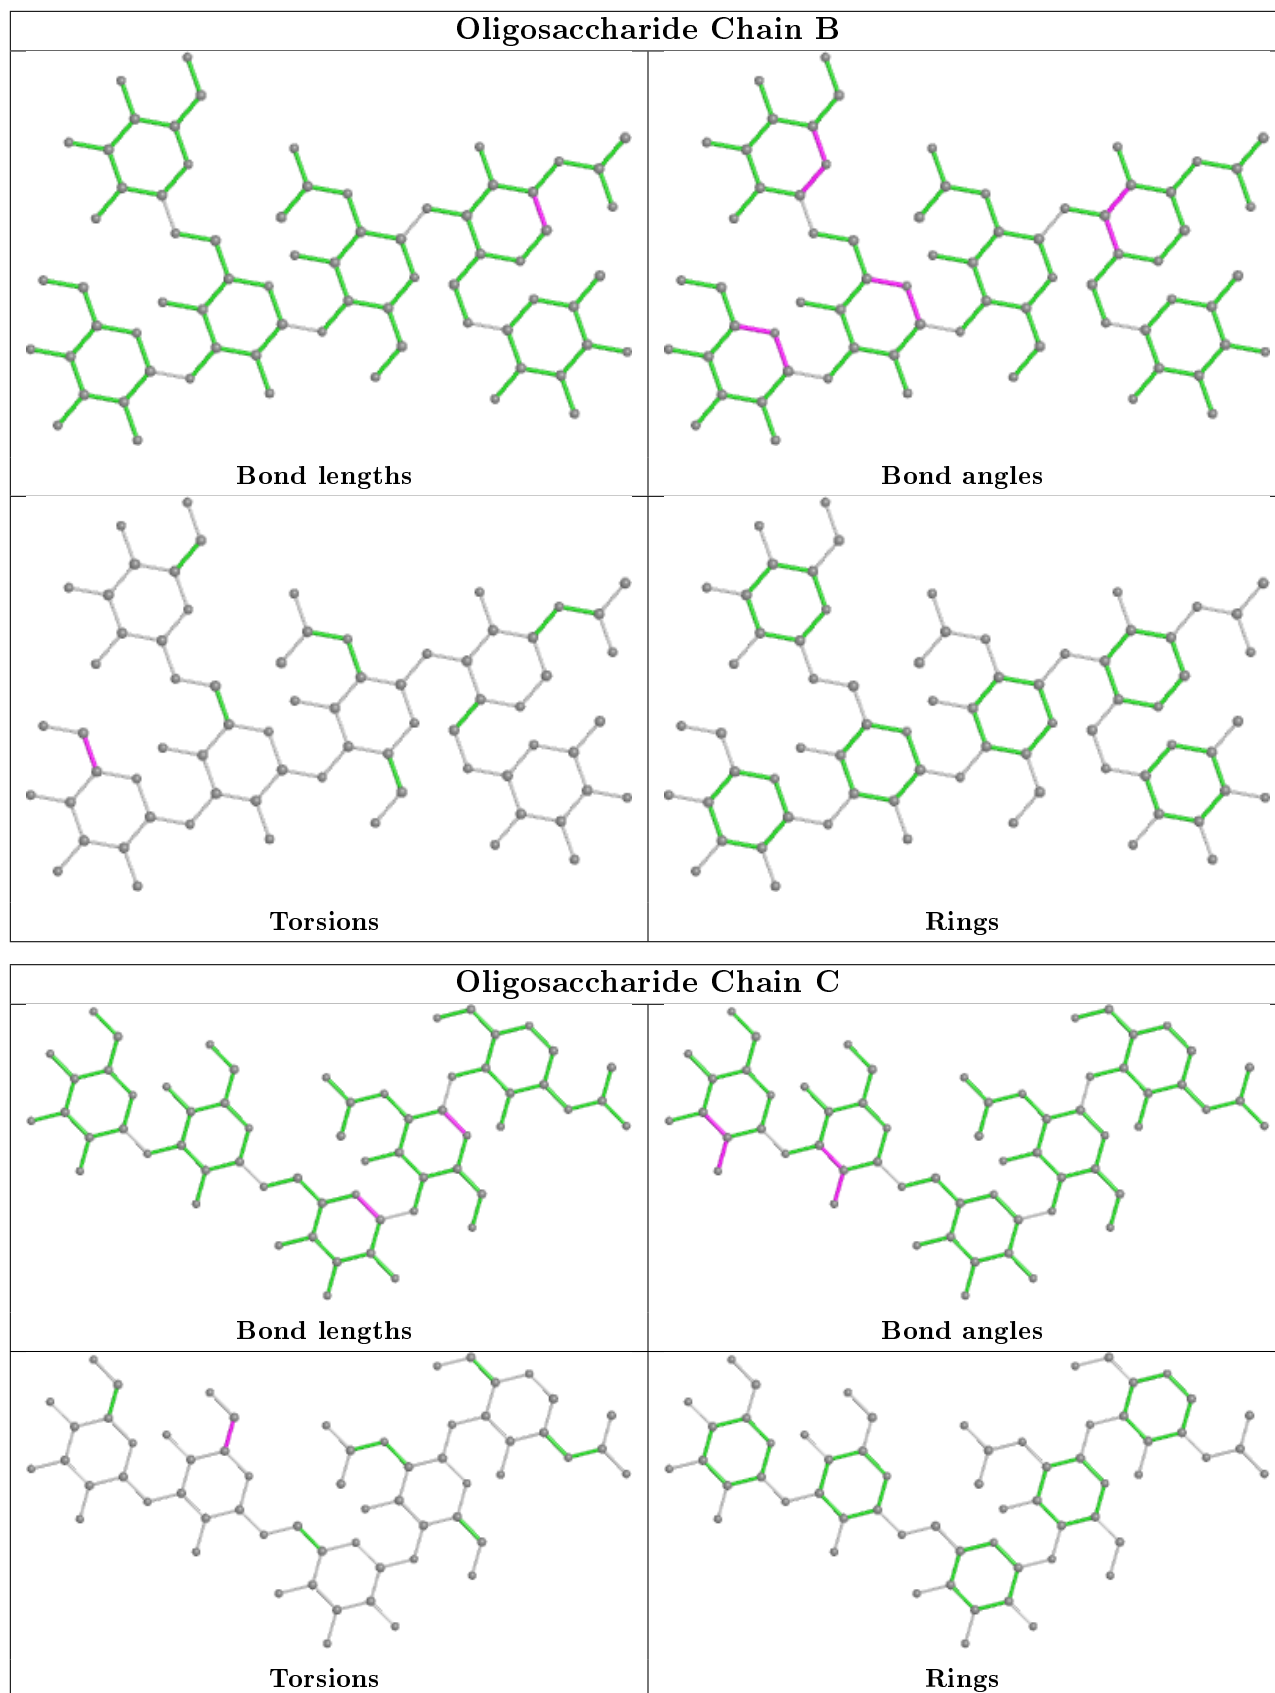 Oligosaccharide Chain B
Bond lengths
Bond angles
Torsions
Rings
Oligosaccharide Chain C
Bond lengths
Bond angles
Torsions
Rings